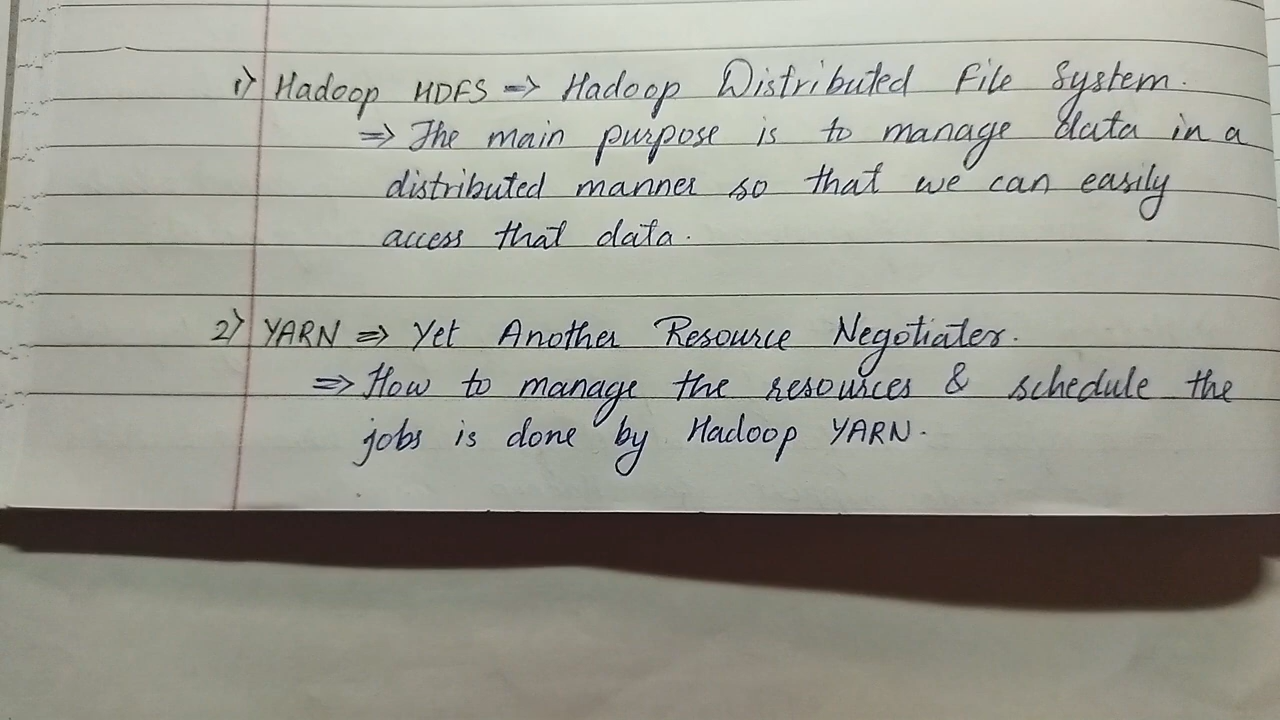 1) Hadoop HDFS => Hadoop Distributed File System.
=> The main purpose is to manage data in a
distributed manner so that we can easily
access that data.
2) YARN => Yet Another Resource Negotiater.
=> How to manage the resources & schedule the
jobs is done by Hadoop YARN.